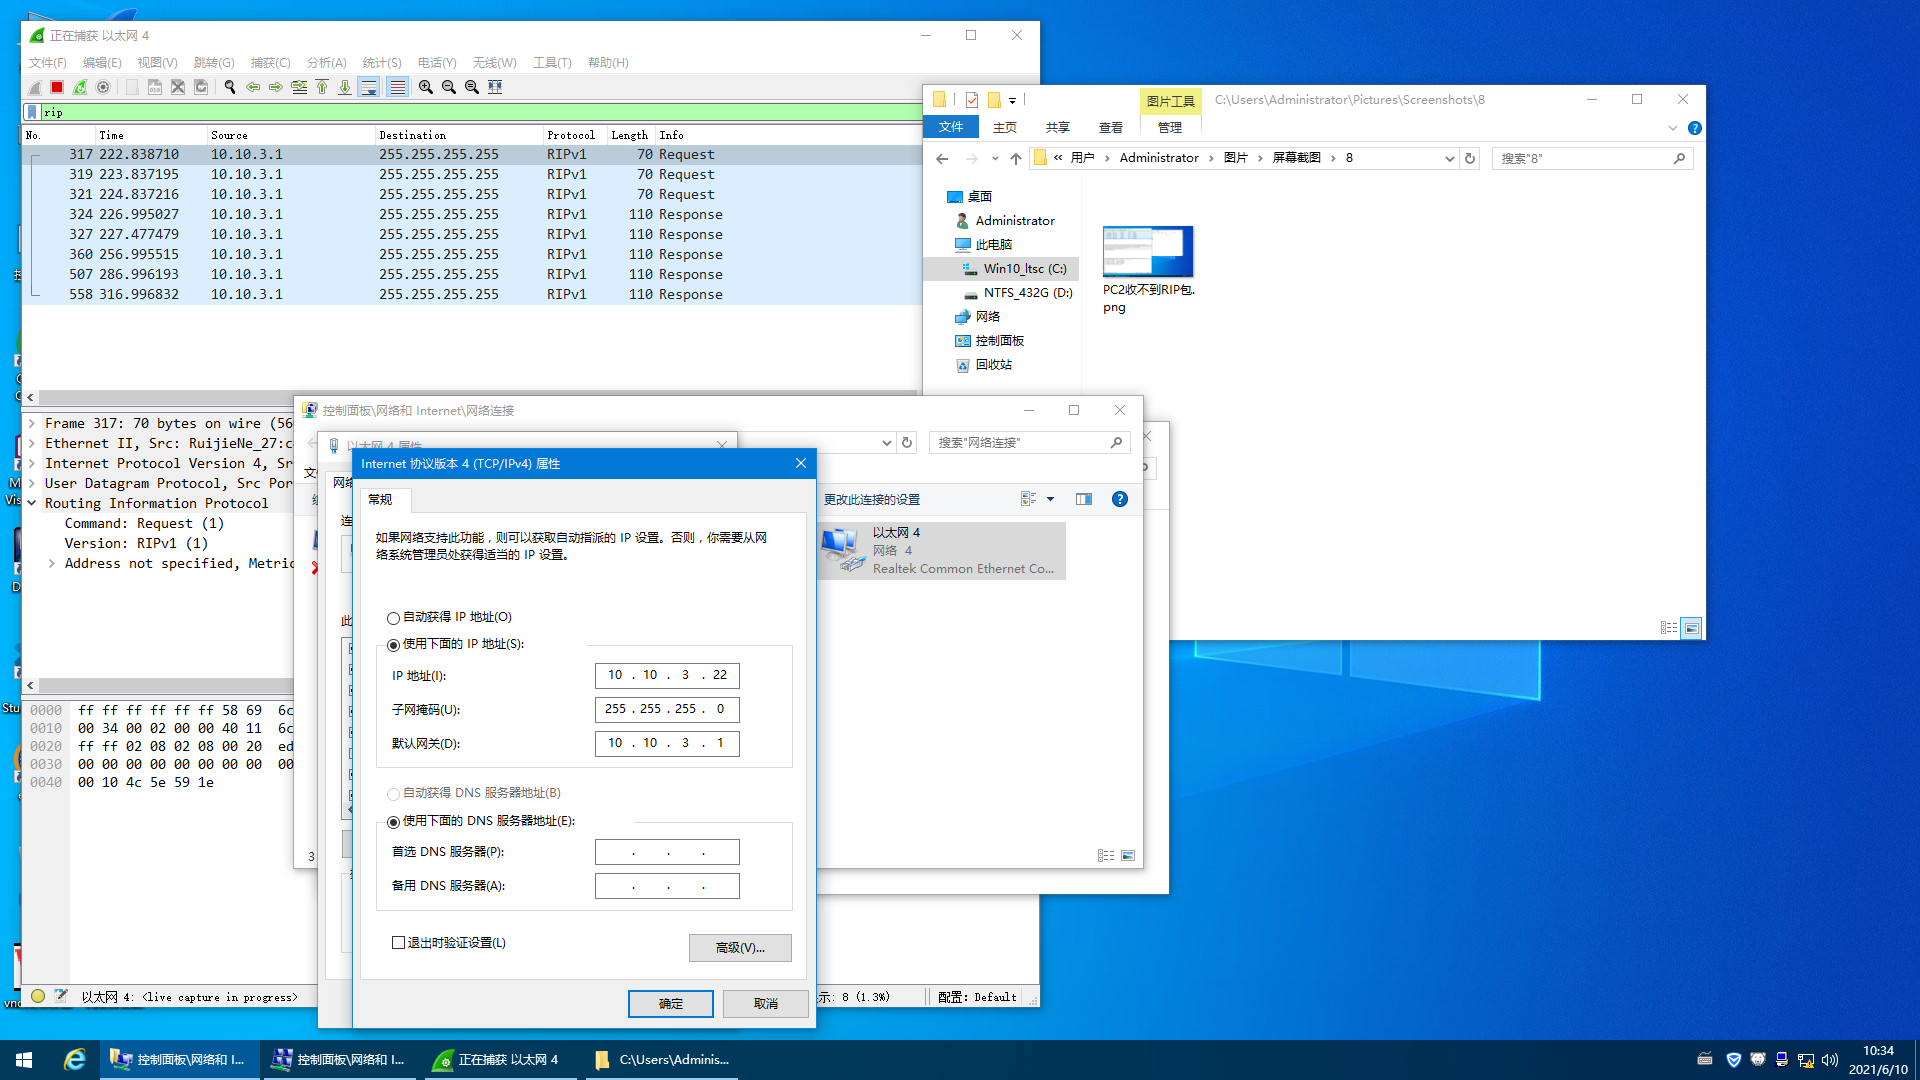 正在捕获 以太网 4
文件(F) 编辑(E) 视图(V) 跳转(G) 捕获(C) 分析(A) 统计(S) 电话(Y) 无线(W) 工具(T) 帮助(H)
rip
No. Time Source Destination Protocol Length Info
317 222.838710 10.10.3.1 255.255.255.255 RIPv1 70 Request
319 223.837195 10.10.3.1 255.255.255.255 RIPv1 70 Request
321 224.837216 10.10.3.1 255.255.255.255 RIPv1 70 Request
324 226.995027 10.10.3.1 255.255.255.255 RIPv1 110 Response
327 227.477479 10.10.3.1 255.255.255.255 RIPv1 110 Response
360 256.995515 10.10.3.1 255.255.255.255 RIPv1 110 Response
507 286.996193 10.10.3.1 255.255.255.255 RIPv1 110 Response
558 316.996832 10.10.3.1 255.255.255.255 RIPv1 110 Response
Frame 317: 70 bytes on wire (56
Ethernet II, Src: RuijieNe_27:c
Internet Protocol Version 4, Sr
User Datagram Protocol, Src Por
Routing Information Protocol
Command: Request (1)
Version: RIPv1 (1)
Address not specified, Metric
0000 ff ff ff ff ff ff 58 69 6c
0010 00 34 00 02 00 00 40 11 6c
0020 ff ff 02 08 02 08 00 20 ed
0030 00 00 00 00 00 00 00 00 00
0040 00 10 4c 5e 59 1e
以太网 4: <live capture in progress>
示: 8 (1.3%)
配置: Default
图片工具 C:\Users\Administrator\Pictures\Screenshots\8
文件 主页 共享 查看 管理
« 用户 › Administrator › 图片 › 屏幕截图 › 8
搜索"8"
桌面
Administrator
此电脑
Win10_ltsc (C:)
NTFS_432G (D:)
网络
控制面板
回收站
PC2收不到RIP包.
png
控制面板\网络和 Internet\网络连接
搜索"网络连接"
更改此连接的设置
以太网 4
网络 4
Realtek Common Ethernet Co...
3
以太网 4 属性
Internet 协议版本 4 (TCP/IPv4) 属性
常规
如果网络支持此功能，则可以获取自动指派的 IP 设置。否则，你需要从网
络系统管理员处获得适当的 IP 设置。
自动获得 IP 地址(O)
使用下面的 IP 地址(S):
IP 地址(I): 10 . 10 . 3 . 22
子网掩码(U): 255 . 255 . 255 . 0
默认网关(D): 10 . 10 . 3 . 1
自动获得 DNS 服务器地址(B)
使用下面的 DNS 服务器地址(E):
首选 DNS 服务器(P): . . .
备用 DNS 服务器(A): . . .
退出时验证设置(L)
高级(V)...
确定 取消
控制面板\网络和 I...
控制面板\网络和 I...
正在捕获 以太网 4
C:\Users\Adminis...
10:34
2021/6/10